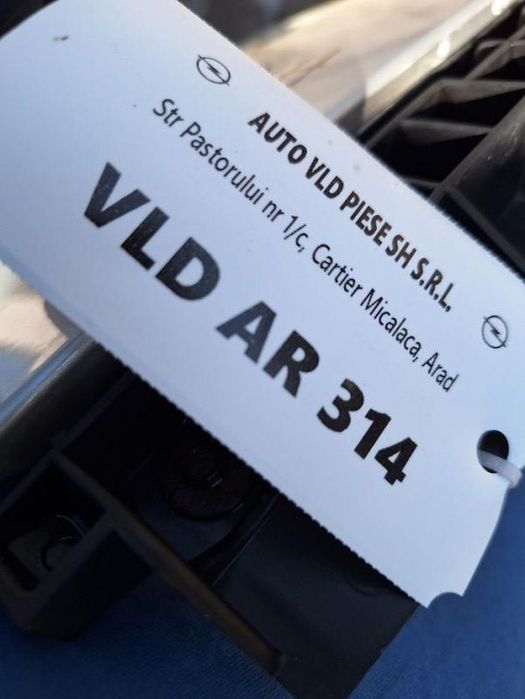 AUTO VLD PIESE SH S.R.L.
Str Pastorului nr 1/c, Cartier Micalaca, Arad
VLD AR 314